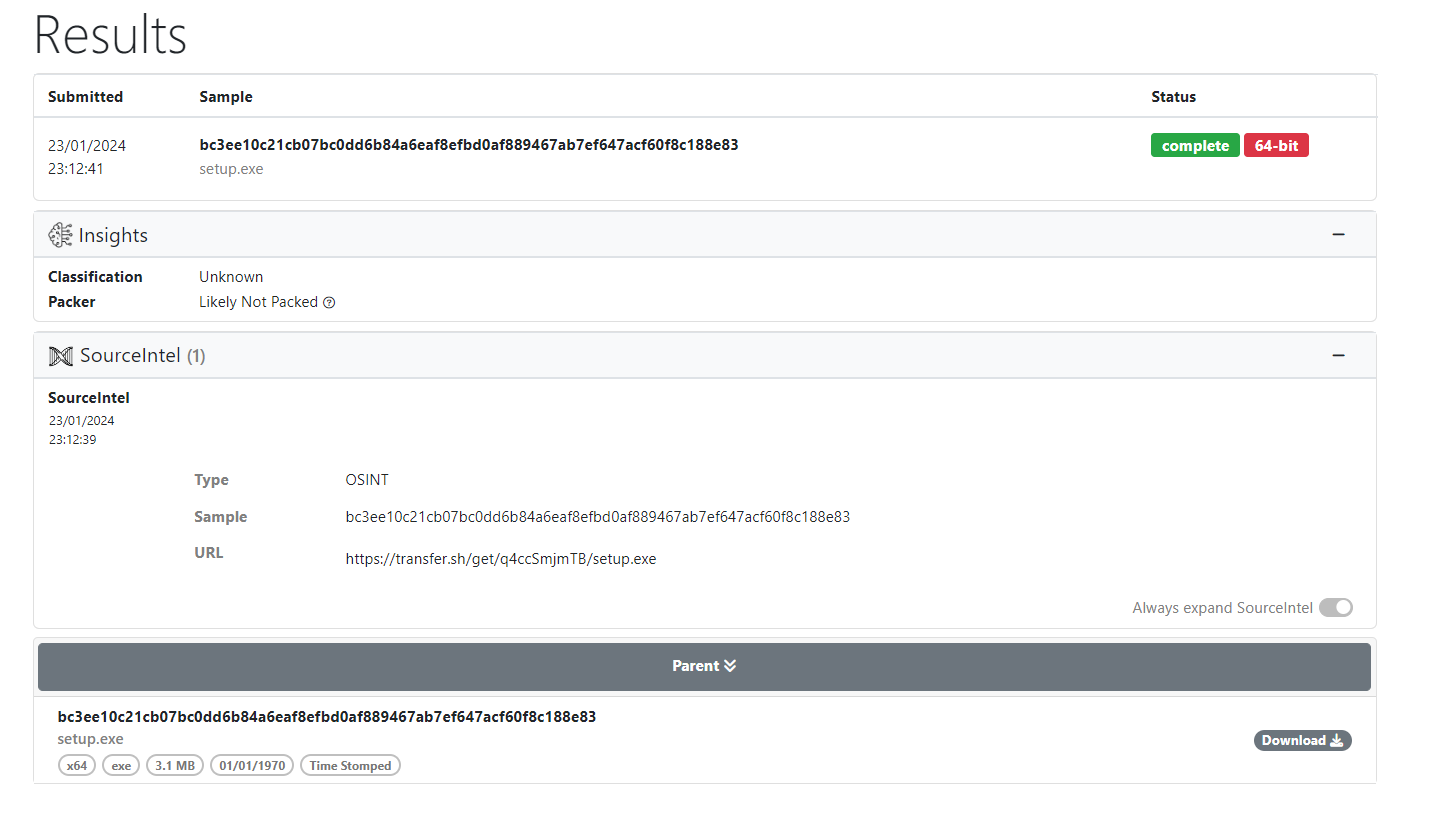 Results
Submitted Sample Status
23/01/2024 bc3ee10c21cb07bc0dd6b84a6eaf8efbd0af889467ab7ef647acf60f8c188e83 complete 64-bit
23:12:41 setup.exe
Insights
Classification Unknown
Packer Likely Not Packed
SourceIntel (1)
SourceIntel
23/01/2024
23:12:39
Type OSINT
Sample bc3ee10c21cb07bc0dd6b84a6eaf8efbd0af889467ab7ef647acf60f8c188e83
URL https://transfer.sh/get/q4ccSmjmTB/setup.exe
Always expand SourceIntel
Parent
bc3ee10c21cb07bc0dd6b84a6eaf8efbd0af889467ab7ef647acf60f8c188e83
setup.exe Download
x64 exe 3.1 MB 01/01/1970 Time Stomped